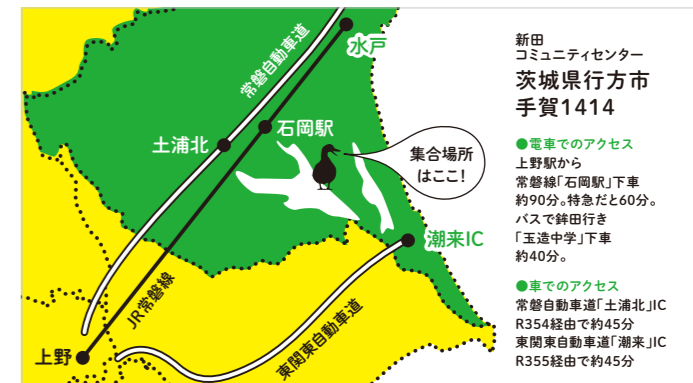 水戸
常磐自動車道
石岡駅
土浦北
集合場所
はここ!
潮来IC
JR常磐線
東関東自動車道
上野
新田
コミュニティセンター
茨城県行方市
手賀1414
●電車でのアクセス
上野駅から
常磐線「石岡駅」下車
約90分。特急だと60分。
バスで鉾田行き
「玉造中学」下車
約40分。
●車でのアクセス
常磐自動車道「土浦北」IC
R354経由で約45分
東関東自動車道「潮来」IC
R355経由で約45分